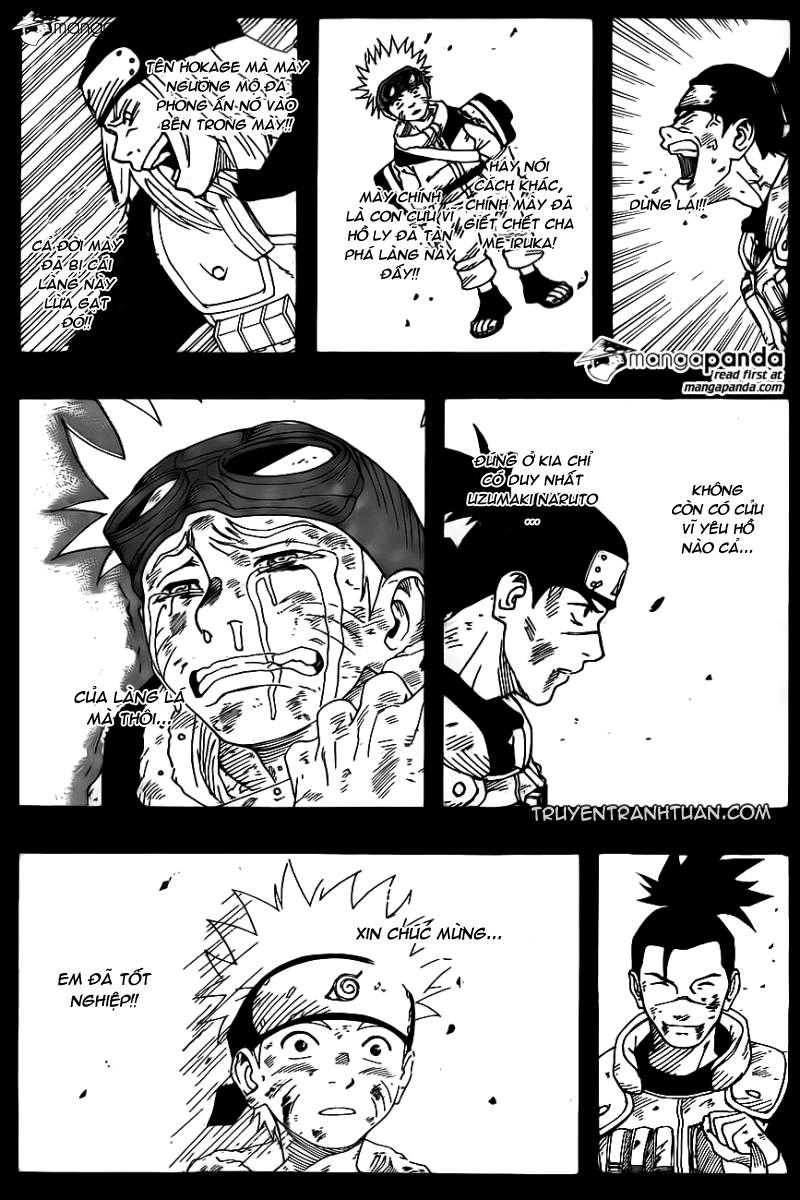 mangapanda
DỪNG LẠI!!
HAY NÓI
CÁCH KHÁC,
CHÍNH MÀY ĐÃ
GIẾT CHẾT CHA
MẸ IRUKA!
MÀY CHÍNH
LÀ CON CỬU VĨ
HỒ LY ĐÃ TÀN
PHÁ LÀNG NÀY
ĐẤY!!
TÊN HOKAGE MÀ MÀY
NGƯỠNG MỘ ĐÃ
PHONG ẤN NÓ VÀO
BÊN TRONG MÀY!!
CẢ ĐỜI MÀY
ĐÃ BỊ CÁI
LÀNG NÀY
LỪA GẠT
ĐÓ!!
mangapanda
read first at
mangapanda.com
KHÔNG
CÒN CÓ CỬU
VĨ YÊU HỒ
NÀO CẢ...
ĐỨNG Ở KIA CHỈ
CÓ DUY NHẤT
UZUMAKI NARUTO
...
CỦA LÀNG LÁ
MÀ THÔI...
TRUYENTRANHTUAN.COM
XIN CHÚC MỪNG...
EM ĐÃ TỐT
NGHIỆP!!